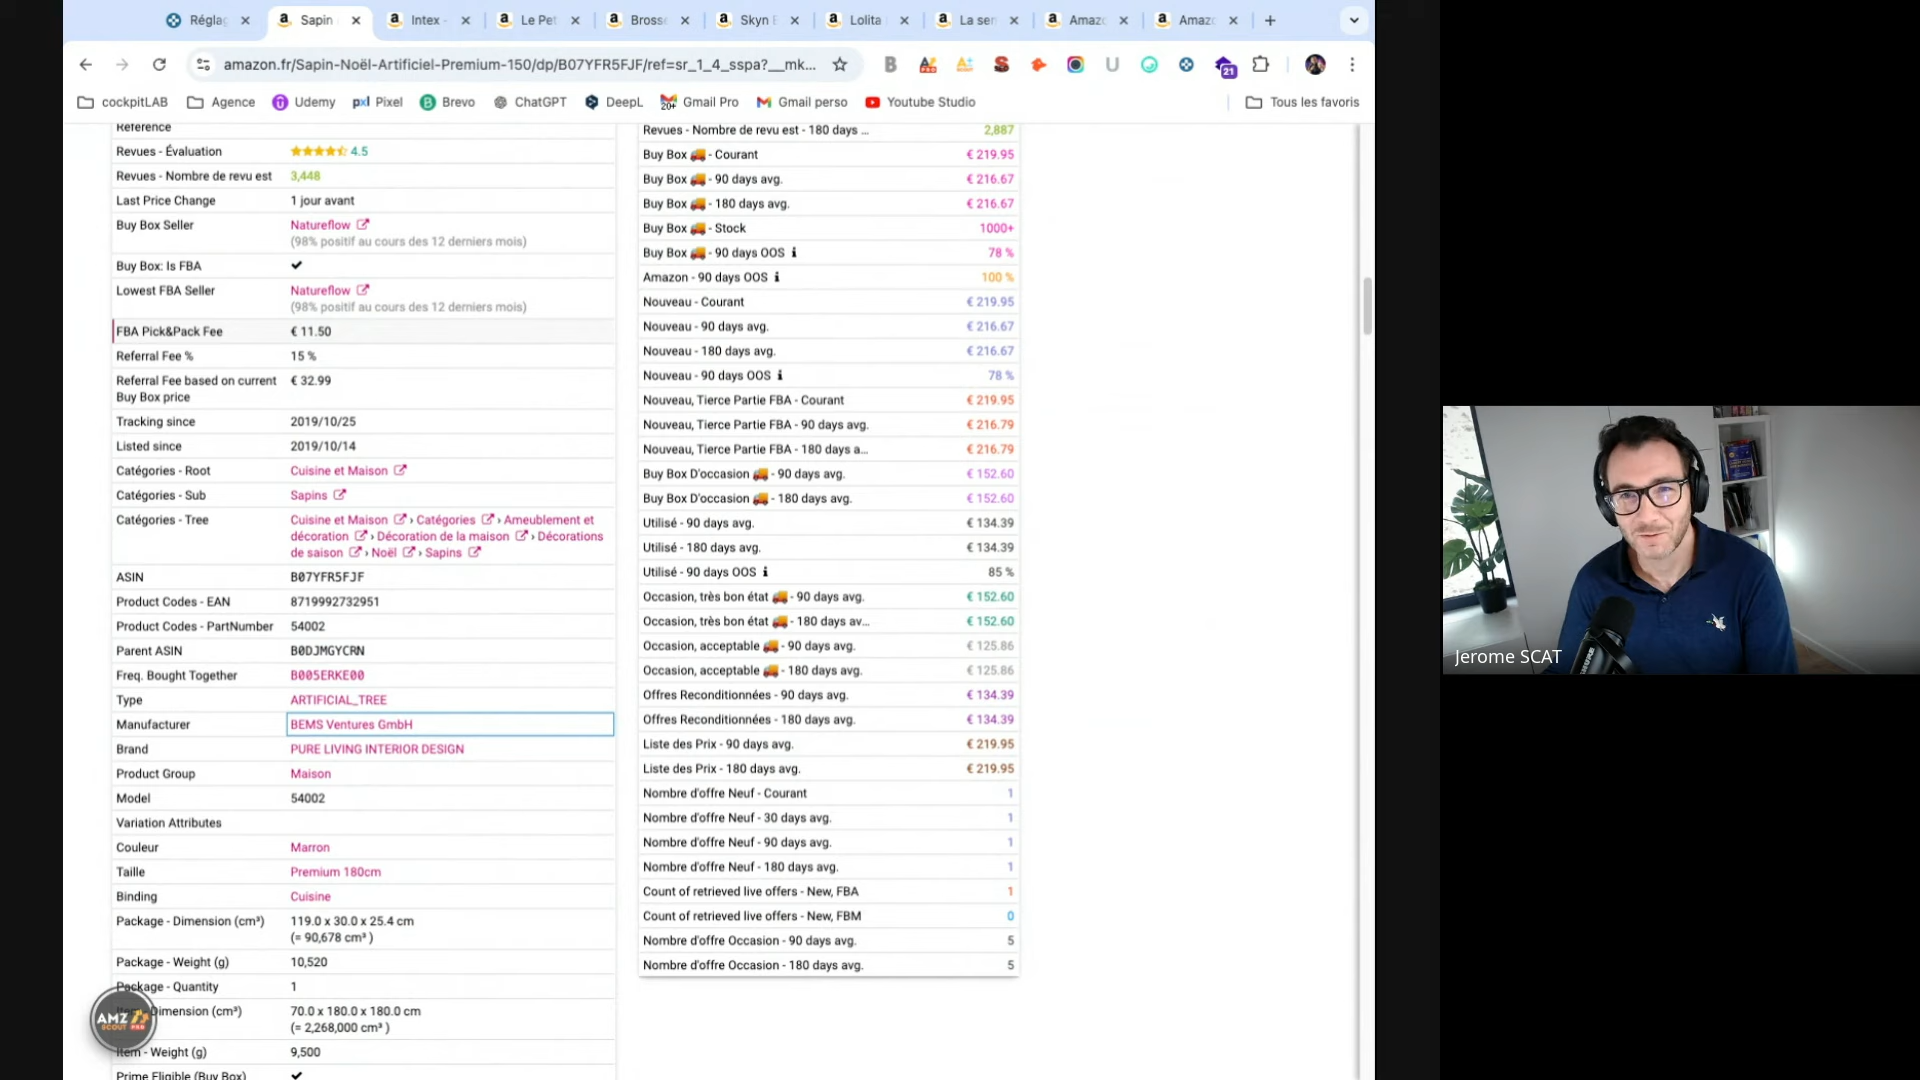 Réglag
Sapin
Intex -
Le Pet
Brosse
Skyn E
Lolita
La ser
Amazo
Amazo
amazon.fr/Sapin-Noël-Artificiel-Premium-150/dp/B07YFR5FJF/ref=sr_1_4_sspa?__mk...
21
cockpitLAB
Agence
Udemy
pxl Pixel
Brevo
ChatGPT
DeepL
Gmail Pro
Gmail perso
Youtube Studio
Tous les favoris
Reference
Revues - Évaluation 4.5
Revues - Nombre de revu est 3,448
Last Price Change 1 jour avant
Buy Box Seller Natureflow
(98% positif au cours des 12 derniers mois)
Buy Box: Is FBA ✔
Lowest FBA Seller Natureflow
(98% positif au cours des 12 derniers mois)
FBA Pick&Pack Fee € 11.50
Referral Fee % 15 %
Referral Fee based on current € 32.99
Buy Box price
Tracking since 2019/10/25
Listed since 2019/10/14
Catégories - Root Cuisine et Maison
Catégories - Sub Sapins
Catégories - Tree Cuisine et Maison › Catégories › Ameublement et
décoration › Décoration de la maison › Décorations
de saison › Noël › Sapins
ASIN B07YFR5FJF
Product Codes - EAN 8719992732951
Product Codes - PartNumber 54002
Parent ASIN B0DJMGYCRN
Freq. Bought Together B005ERKE00
Type ARTIFICIAL_TREE
Manufacturer BEMS Ventures GmbH
Brand PURE LIVING INTERIOR DESIGN
Product Group Maison
Model 54002
Variation Attributes
Couleur Marron
Taille Premium 180cm
Binding Cuisine
Package - Dimension (cm³) 119.0 x 30.0 x 25.4 cm
(= 90,678 cm³ )
Package - Weight (g) 10,520
Package - Quantity 1
Dimension (cm³) 70.0 x 180.0 x 180.0 cm
(= 2,268,000 cm³ )
Item - Weight (g) 9,500
Prime Eligible (Buy Box) ✔
AMZ
SCOUT PRO
Revues - Nombre de revu est - 180 days ... 2,887
Buy Box 🚚 - Courant € 219.95
Buy Box 🚚 - 90 days avg. € 216.67
Buy Box 🚚 - 180 days avg. € 216.67
Buy Box 🚚 - Stock 1000+
Buy Box 🚚 - 90 days OOS ℹ 78 %
Amazon - 90 days OOS ℹ 100 %
Nouveau - Courant € 219.95
Nouveau - 90 days avg. € 216.67
Nouveau - 180 days avg. € 216.67
Nouveau - 90 days OOS ℹ 78 %
Nouveau, Tierce Partie FBA - Courant € 219.95
Nouveau, Tierce Partie FBA - 90 days avg. € 216.79
Nouveau, Tierce Partie FBA - 180 days a... € 216.79
Buy Box D'occasion 🚚 - 90 days avg. € 152.60
Buy Box D'occasion 🚚 - 180 days avg. € 152.60
Utilisé - 90 days avg. € 134.39
Utilisé - 180 days avg. € 134.39
Utilisé - 90 days OOS ℹ 85 %
Occasion, très bon état 🚚 - 90 days avg. € 152.60
Occasion, très bon état 🚚 - 180 days av... € 152.60
Occasion, acceptable 🚚 - 90 days avg. € 125.86
Occasion, acceptable 🚚 - 180 days avg. € 125.86
Offres Reconditionnées - 90 days avg. € 134.39
Offres Reconditionnées - 180 days avg. € 134.39
Liste des Prix - 90 days avg. € 219.95
Liste des Prix - 180 days avg. € 219.95
Nombre d'offre Neuf - Courant 1
Nombre d'offre Neuf - 30 days avg. 1
Nombre d'offre Neuf - 90 days avg. 1
Nombre d'offre Neuf - 180 days avg. 1
Count of retrieved live offers - New, FBA 1
Count of retrieved live offers - New, FBM 0
Nombre d'offre Occasion - 90 days avg. 5
Nombre d'offre Occasion - 180 days avg. 5
Jerome SCAT